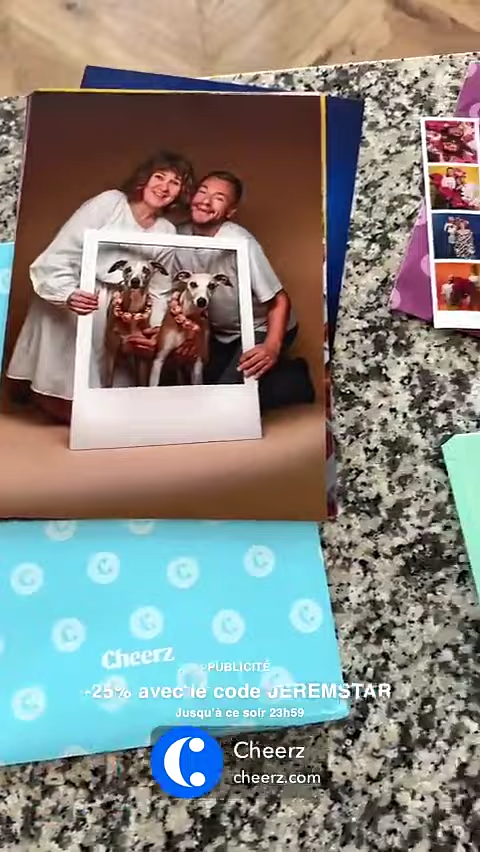 Cheerz
PUBLICITÉ
-25% avec le code JEREMSTAR
Jusqu'à ce soir 23h59
Cheerz
cheerz.com